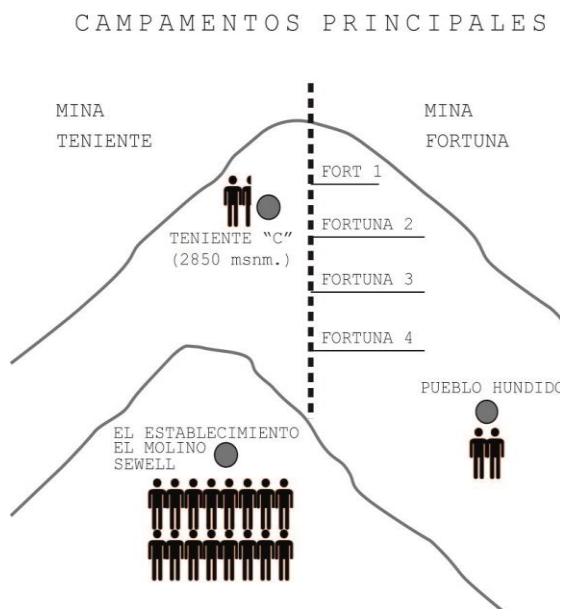 CAMPAMENTOS PRINCIPALES
MINA
TENIENTE
MINA
FORTUNA
FORT 1
TENIENTE "C"
(2850 msnm.)
FORTUNA 2
FORTUNA 3
FORTUNA 4
PUEBLO HUNDIDO
EL ESTABLECIMIENTO
EL MOLINO
SEWELL